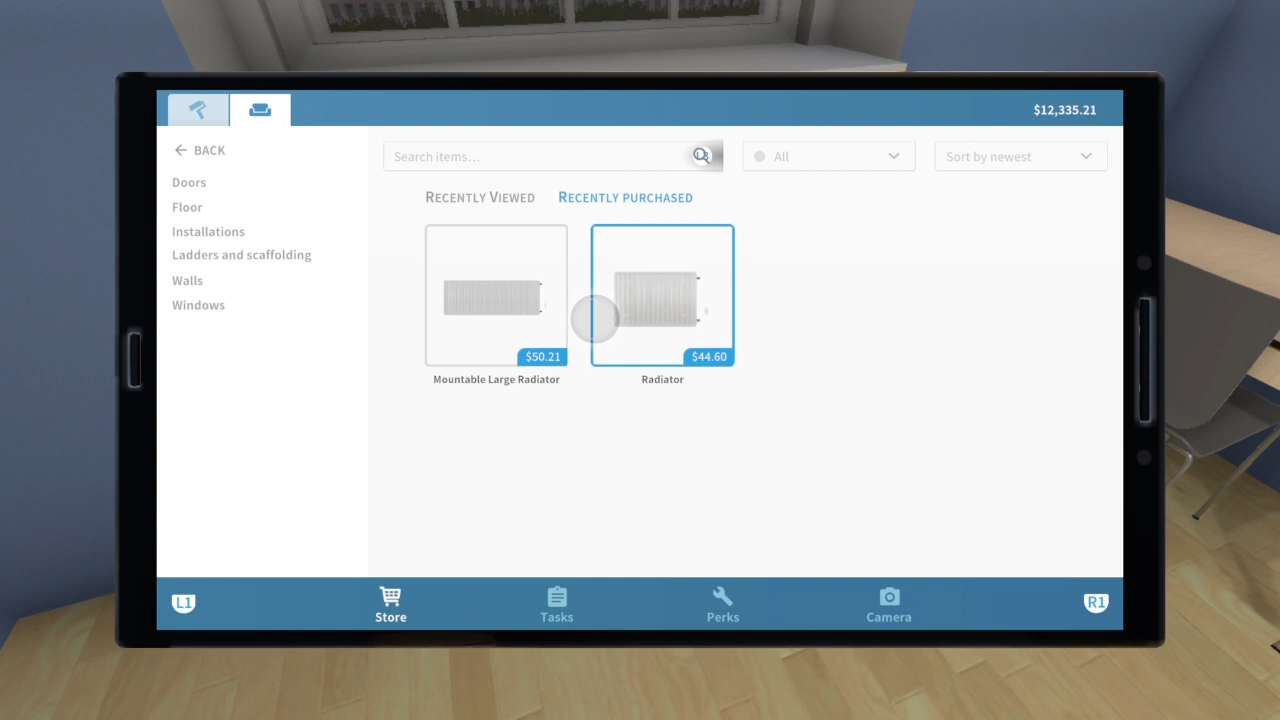 $12,335.21
BACK
Search items...
All
Sort by newest
Doors
Floor
Installations
Ladders and scaffolding
Walls
Windows
RECENTLY VIEWED
RECENTLY PURCHASED
$50.21
$44.60
Mountable Large Radiator
Radiator
L1
Store
Tasks
Perks
Camera
R1